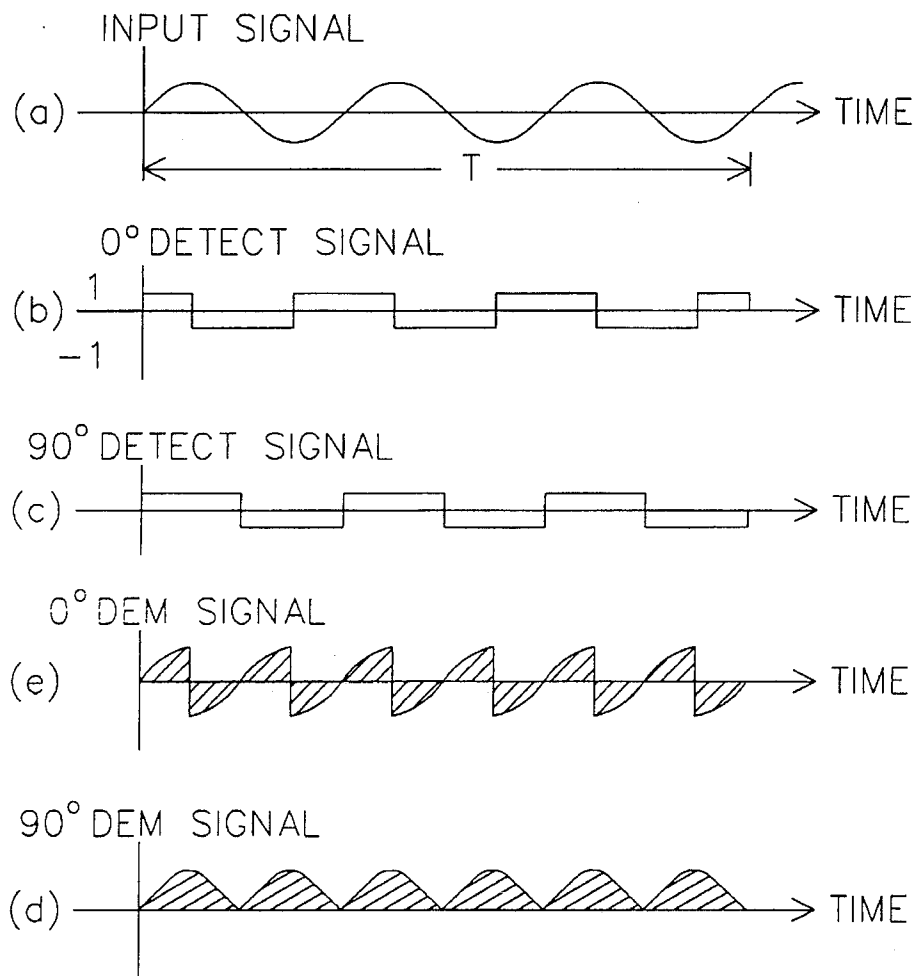 INPUT SIGNAL
(a)
TIME
T
0° DETECT SIGNAL
1
(b)
TIME
-1
90° DETECT SIGNAL
(c)
TIME
0° DEM SIGNAL
(e)
TIME
90° DEM SIGNAL
(d)
TIME